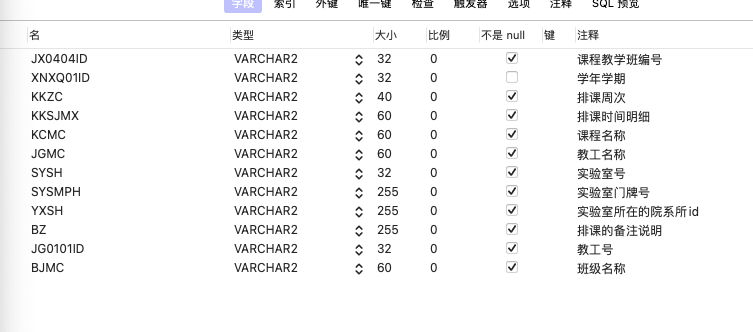 字段 索引 外键 唯一键 检查 触发器 选项 注释 SQL 预览
名 类型 大小 比例 不是 null 键 注释
JX0404ID VARCHAR2 32 0 课程教学班编号
XNXQ01ID VARCHAR2 32 0 学年学期
KKZC VARCHAR2 40 0 排课周次
KKSJMX VARCHAR2 60 0 排课时间明细
KCMC VARCHAR2 60 0 课程名称
JGMC VARCHAR2 60 0 教工名称
SYSH VARCHAR2 32 0 实验室号
SYSMPH VARCHAR2 255 0 实验室门牌号
YXSH VARCHAR2 255 0 实验室所在的院系所id
BZ VARCHAR2 255 0 排课的备注说明
JG0101ID VARCHAR2 32 0 教工号
BJMC VARCHAR2 60 0 班级名称